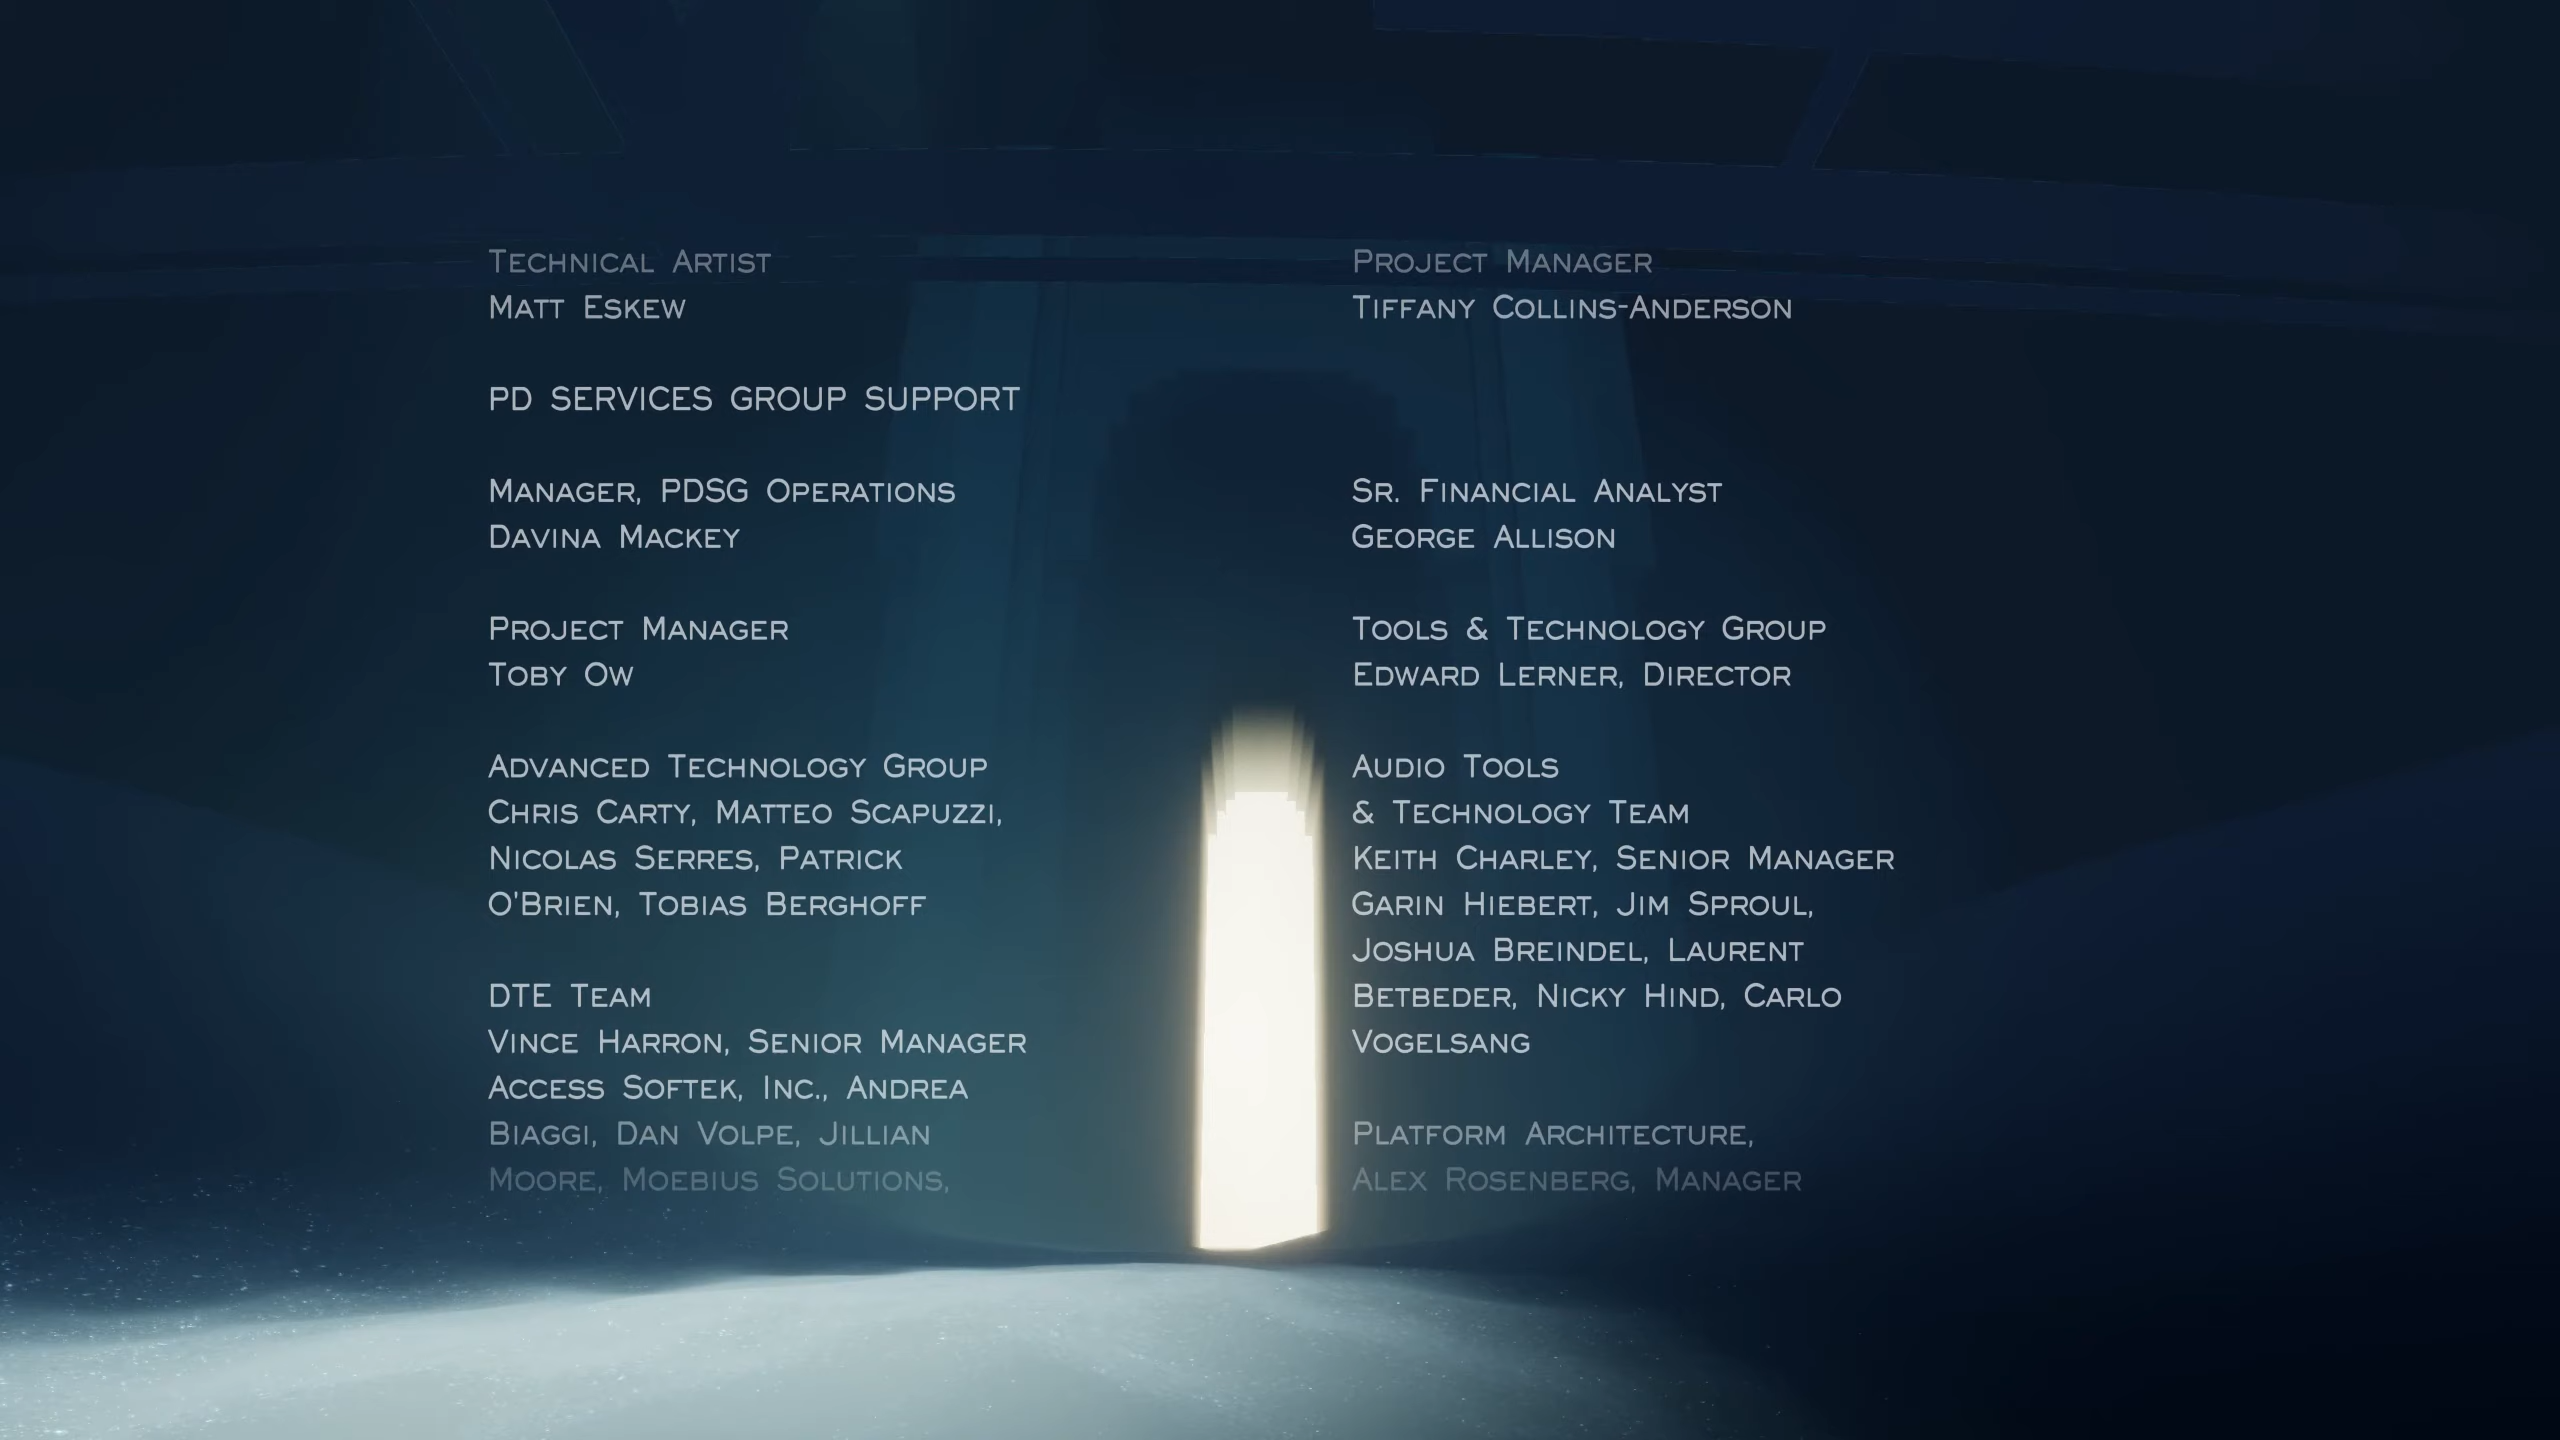 Technical Artist
Matt Eskew
PD SERVICES GROUP SUPPORT
Manager, PDSG Operations
Davina Mackey
Project Manager
Toby Ow
Advanced Technology Group
Chris Carty, Matteo Scapuzzi,
Nicolas Serres, Patrick
O'Brien, Tobias Berghoff
DTE Team
Vince Harron, Senior Manager
Access Softek, Inc., Andrea
Biaggi, Dan Volpe, Jillian
Moore, Moebius Solutions,
Project Manager
Tiffany Collins-Anderson
Sr. Financial Analyst
George Allison
Tools & Technology Group
Edward Lerner, Director
Audio Tools
& Technology Team
Keith Charley, Senior Manager
Garin Hiebert, Jim Sproul,
Joshua Breindel, Laurent
Betbeder, Nicky Hind, Carlo
Vogelsang
Platform Architecture,
Alex Rosenberg, Manager